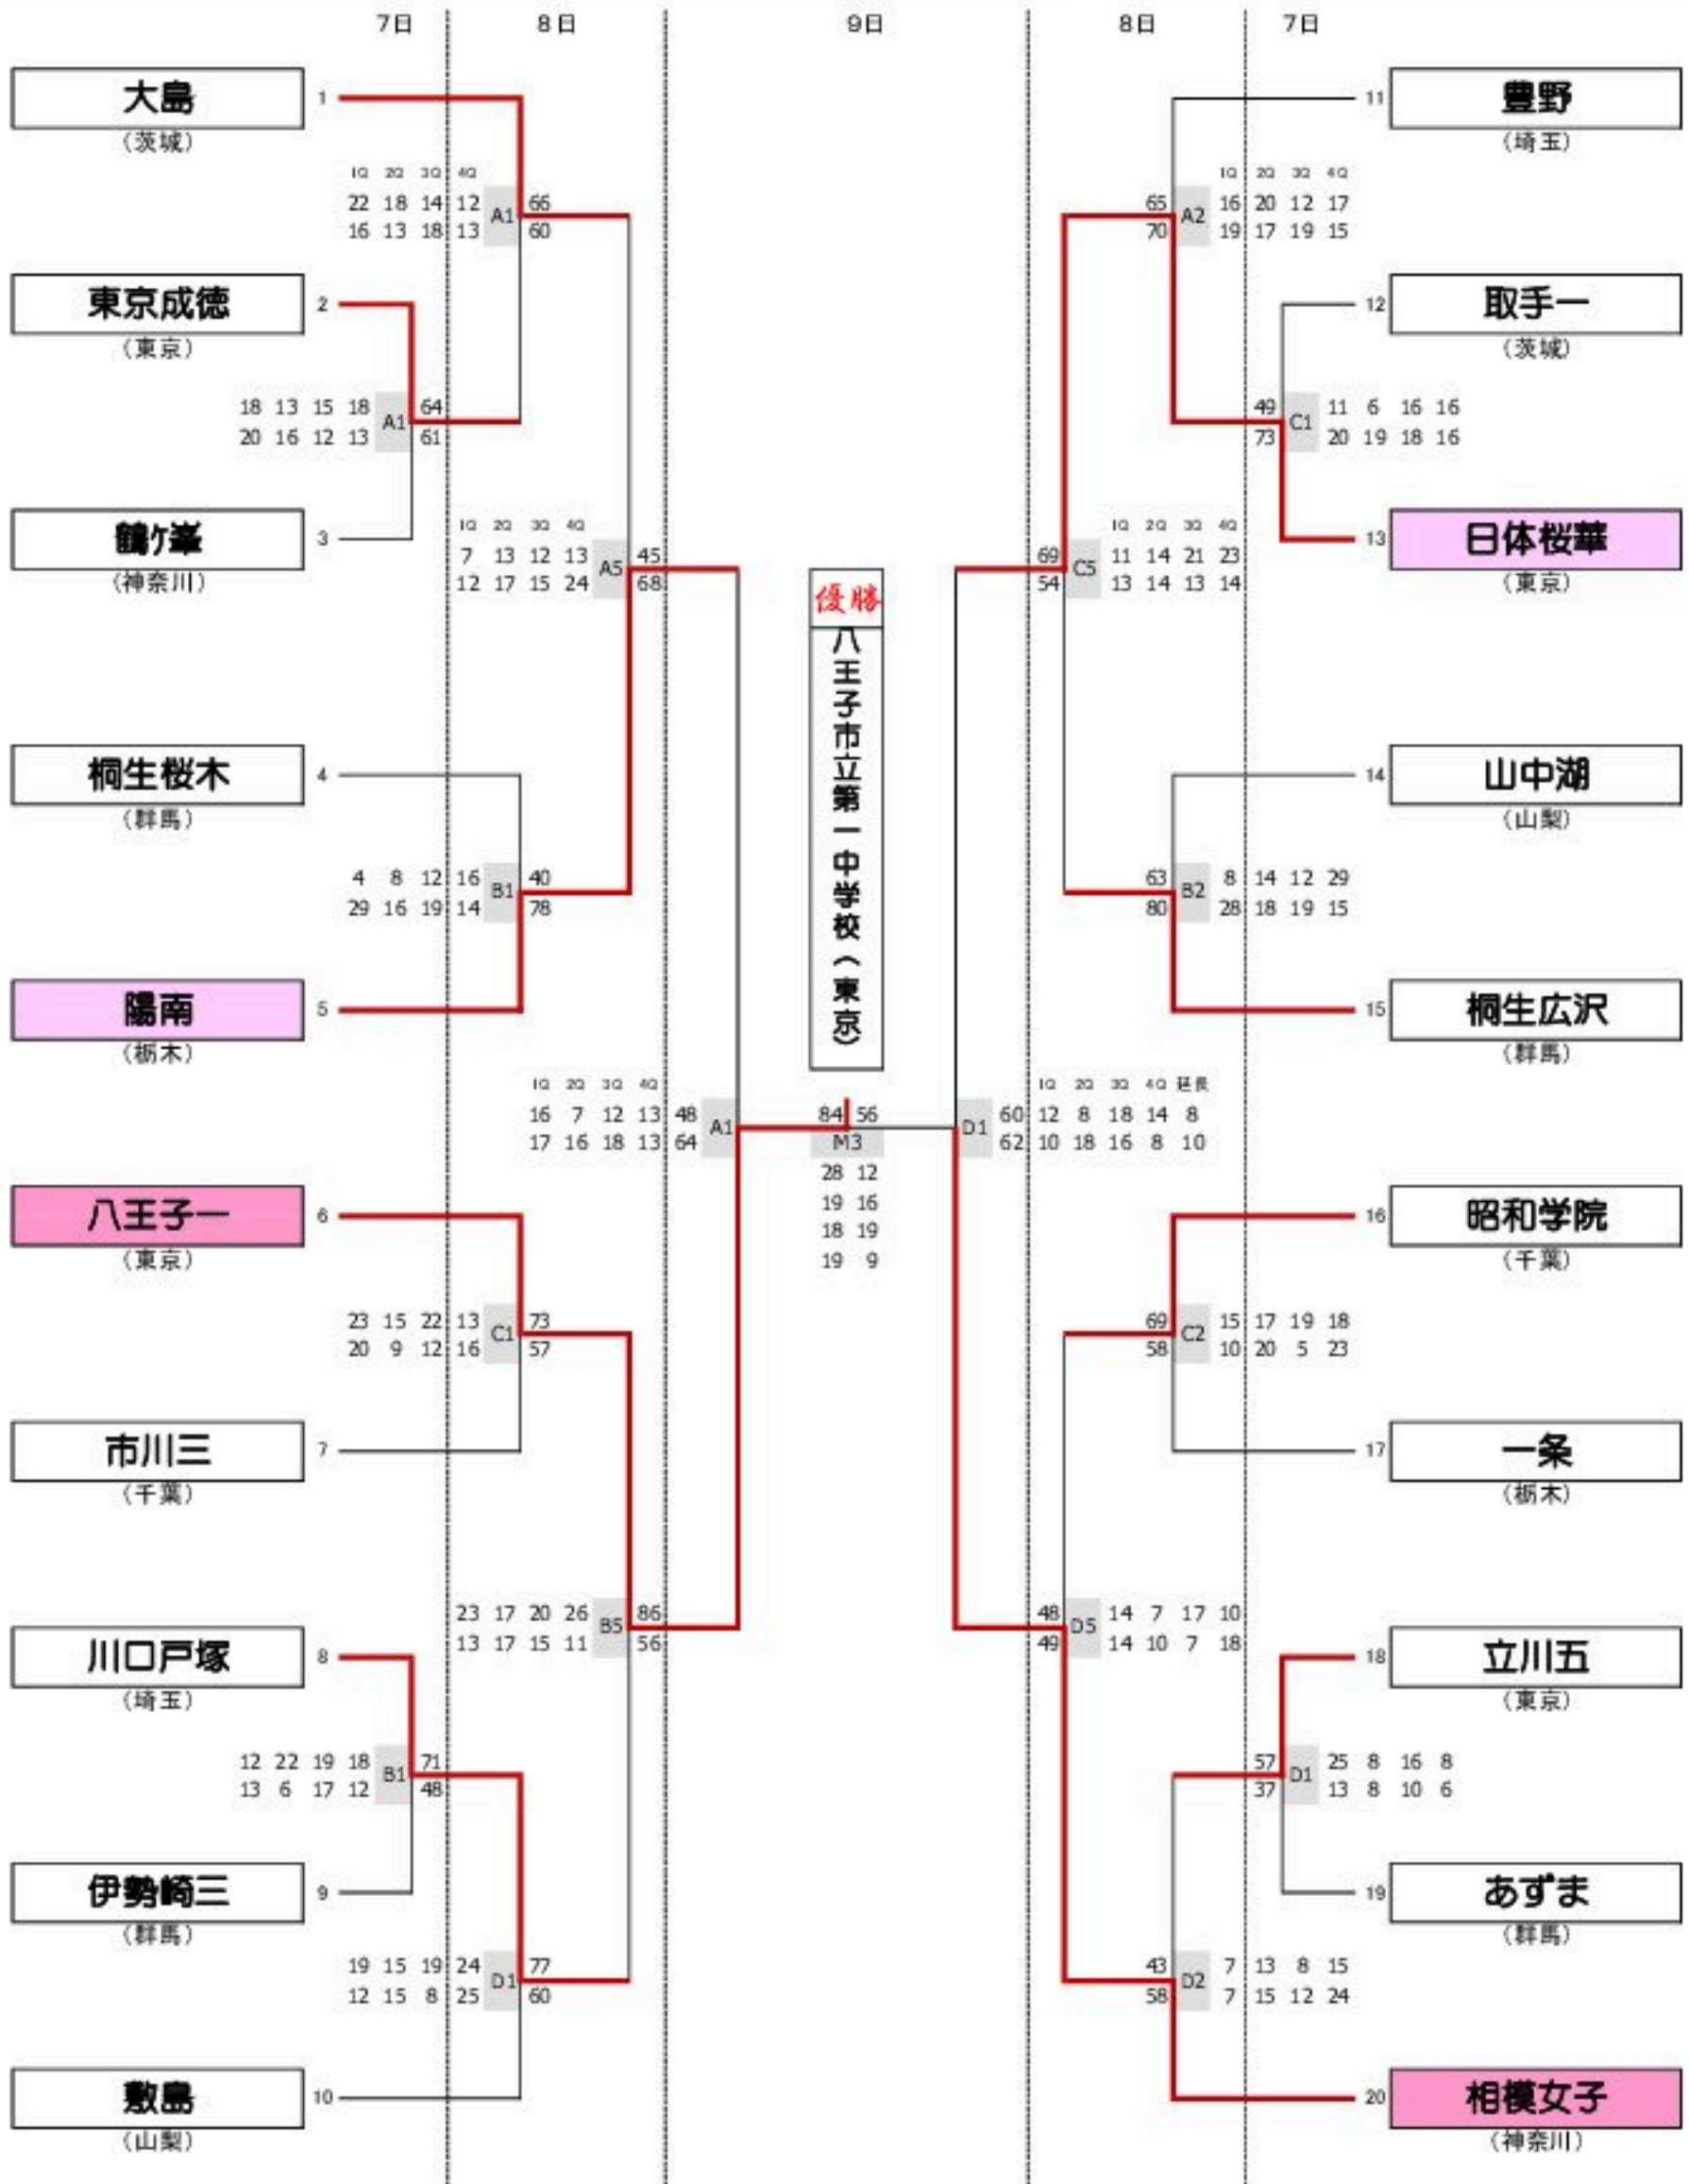 7日 8日 9日 8日 7日
大島 1 11 豊野
(茨城) (埼玉)
1Q 2Q 3Q 4Q 1Q 2Q 3Q 4Q
22 18 14 12 A1 66 65 A2 16 20 12 17
16 13 18 13 60 70 19 17 19 15
東京成徳 2 12 取手一
(東京) (茨城)
18 13 15 18 A1 64 49 C1 11 6 16 16
20 16 12 13 61 73 20 19 18 16
鶴ケ峯 3 13 日体桜華
(神奈川) (東京)
1Q 2Q 3Q 4Q 1Q 2Q 3Q 4Q
7 13 12 13 A5 45 69 C5 11 14 21 23
12 17 15 24 68 54 13 14 13 14
優勝
八王子市立第一中学校(東京)
桐生桜木 4 14 山中湖
(群馬) (山梨)
4 8 12 16 B1 40 63 B2 8 14 12 29
29 16 19 14 78 80 28 18 19 15
陽南 5 15 桐生広沢
(栃木) (群馬)
1Q 2Q 3Q 4Q 1Q 2Q 3Q 4Q 延長
16 7 12 13 48 A1 84 56 D1 60 12 8 18 14 8
17 16 18 13 64 M3 62 10 18 16 8 10
28 12
19 16
18 19
19 9
八王子一 6 16 昭和学院
(東京) (千葉)
23 15 22 13 C1 73 69 C2 15 17 19 18
20 9 12 16 57 58 10 20 5 23
市川三 7 17 一条
(千葉) (栃木)
23 17 20 26 B5 86 48 D5 14 7 17 10
13 17 15 11 56 49 14 10 7 18
川口戸塚 8 18 立川五
(埼玉) (東京)
12 22 19 18 B1 71 57 D1 25 8 16 8
13 6 17 12 48 37 13 8 10 6
伊勢崎三 9 19 あずま
(群馬) (群馬)
19 15 19 24 D1 77 43 D2 7 13 8 15
12 15 8 25 60 58 7 15 12 24
敷島 10 20 相模女子
(山梨) (神奈川)